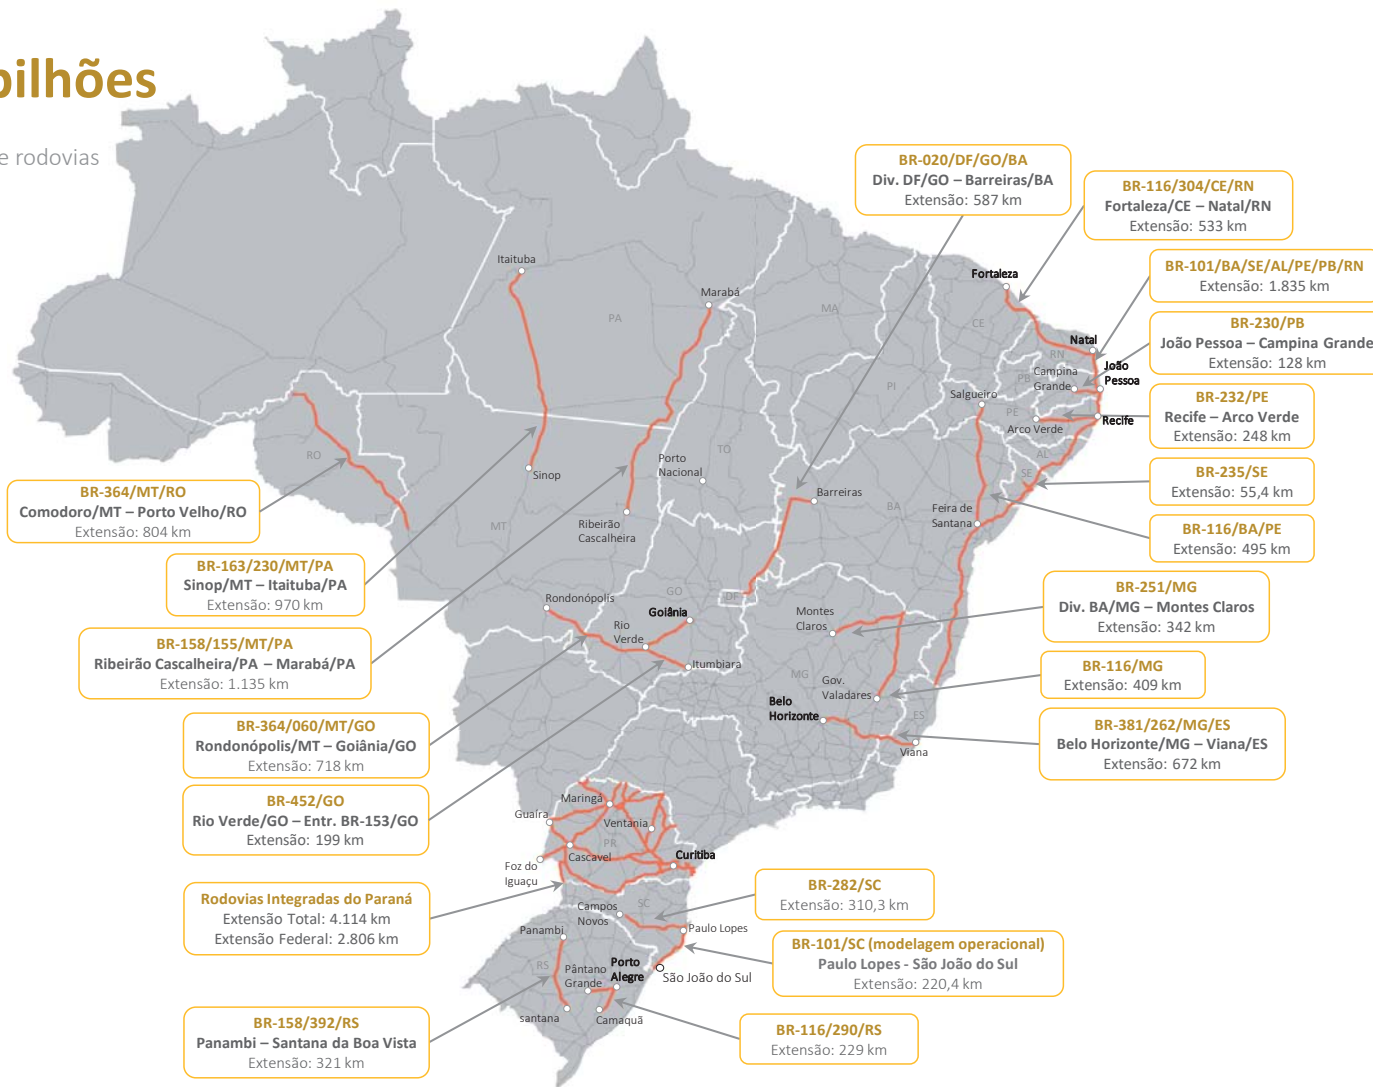 bilhões
e rodovias
BR-020/DF/GO/BA
Div. DF/GO – Barreiras/BA
Extensão: 587 km
BR-116/304/CE/RN
Fortaleza/CE – Natal/RN
Extensão: 533 km
BR-101/BA/SE/AL/PE/PB/RN
Extensão: 1.835 km
BR-230/PB
João Pessoa – Campina Grande
Extensão: 128 km
BR-232/PE
Recife – Arco Verde
Extensão: 248 km
BR-235/SE
Extensão: 55,4 km
BR-116/BA/PE
Extensão: 495 km
BR-251/MG
Div. BA/MG – Montes Claros
Extensão: 342 km
BR-116/MG
Extensão: 409 km
BR-381/262/MG/ES
Belo Horizonte/MG – Viana/ES
Extensão: 672 km
BR-364/MT/RO
Comodoro/MT – Porto Velho/RO
Extensão: 804 km
BR-163/230/MT/PA
Sinop/MT – Itaituba/PA
Extensão: 970 km
BR-158/155/MT/PA
Ribeirão Cascalheira/PA – Marabá/PA
Extensão: 1.135 km
BR-364/060/MT/GO
Rondonópolis/MT – Goiânia/GO
Extensão: 718 km
BR-452/GO
Rio Verde/GO – Entr. BR-153/GO
Extensão: 199 km
Rodovias Integradas do Paraná
Extensão Total: 4.114 km
Extensão Federal: 2.806 km
BR-158/392/RS
Panambi – Santana da Boa Vista
Extensão: 321 km
BR-282/SC
Extensão: 310,3 km
BR-101/SC (modelagem operacional)
Paulo Lopes - São João do Sul
Extensão: 220,4 km
BR-116/290/RS
Extensão: 229 km
Itaituba
Marabá
PA
MA
Fortaleza
CE
Natal
RN
João
Pessoa
Campina
Grande
PB
PI
Salgueiro
PE
Arco Verde
Recife
AL
SE
RO
Sinop
Porto
Nacional
TO
Barreiras
BA
Feira de
Santana
MT
Ribeirão
Cascalheira
GO
DF
Rondonópolis
Goiânia
Rio
Verde
Itumbiara
Montes
Claros
MG
Gov.
Valadares
Belo
Horizonte
ES
Viana
Maringá
Guaíra
Ventania
PR
Cascavel
Curitiba
Foz do
Iguaçu
Campos
Novos
SC
Paulo Lopes
Panambi
RS
Pântano
Grande
Porto
Alegre
São João do Sul
santana
Camaquã